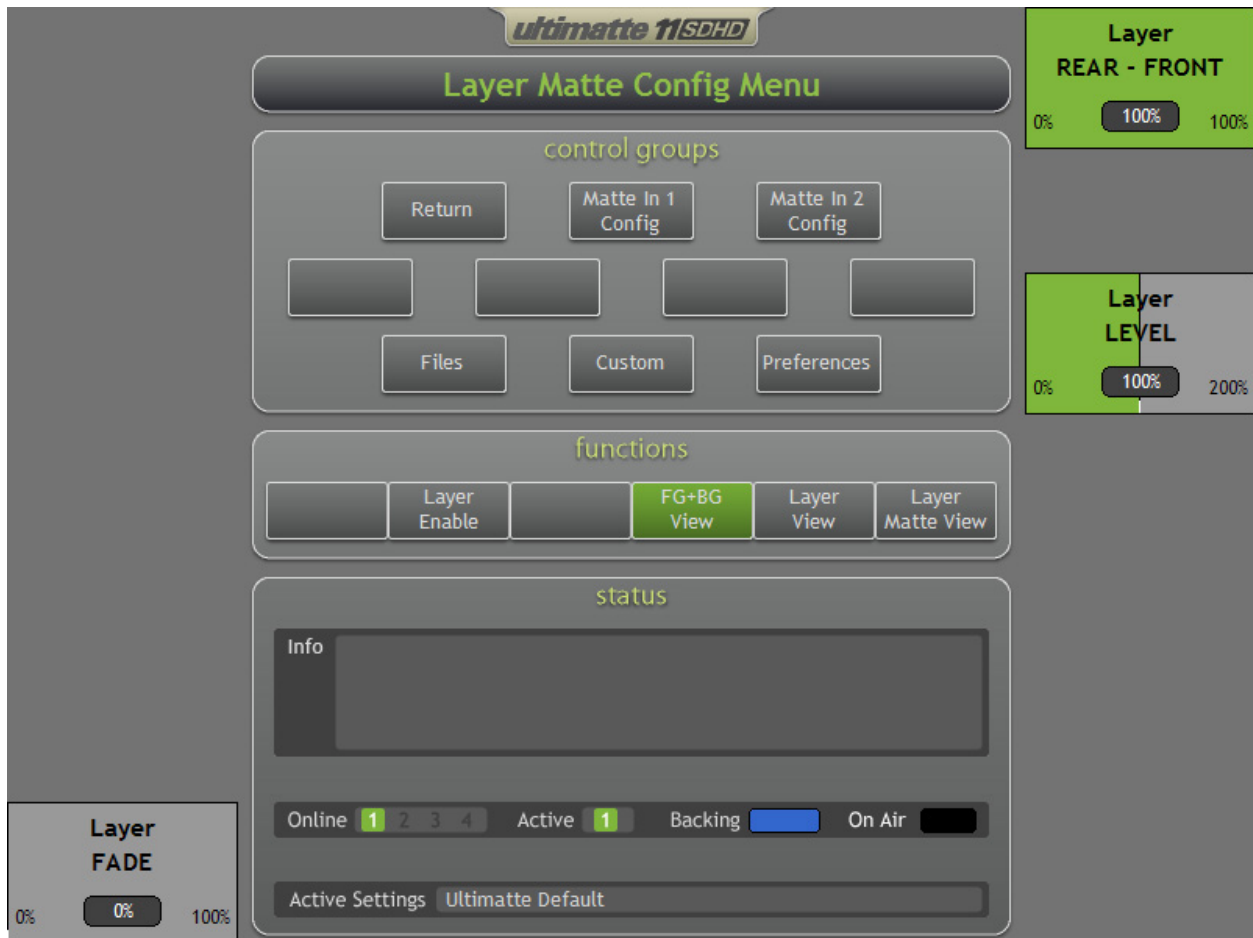 ultimatte 11 SDHD
Layer Matte Config Menu
control groups
Return
Matte In 1
Config
Matte In 2
Config
Files
Custom
Preferences
functions
Layer
Enable
FG+BG
View
Layer
View
Layer
Matte View
status
Info
Online 1 2 3 4 Active 1 Backing On Air
Active Settings Ultimatte Default
Layer
REAR - FRONT
0% 100% 100%
Layer
LEVEL
0% 100% 200%
Layer
FADE
0% 0% 100%